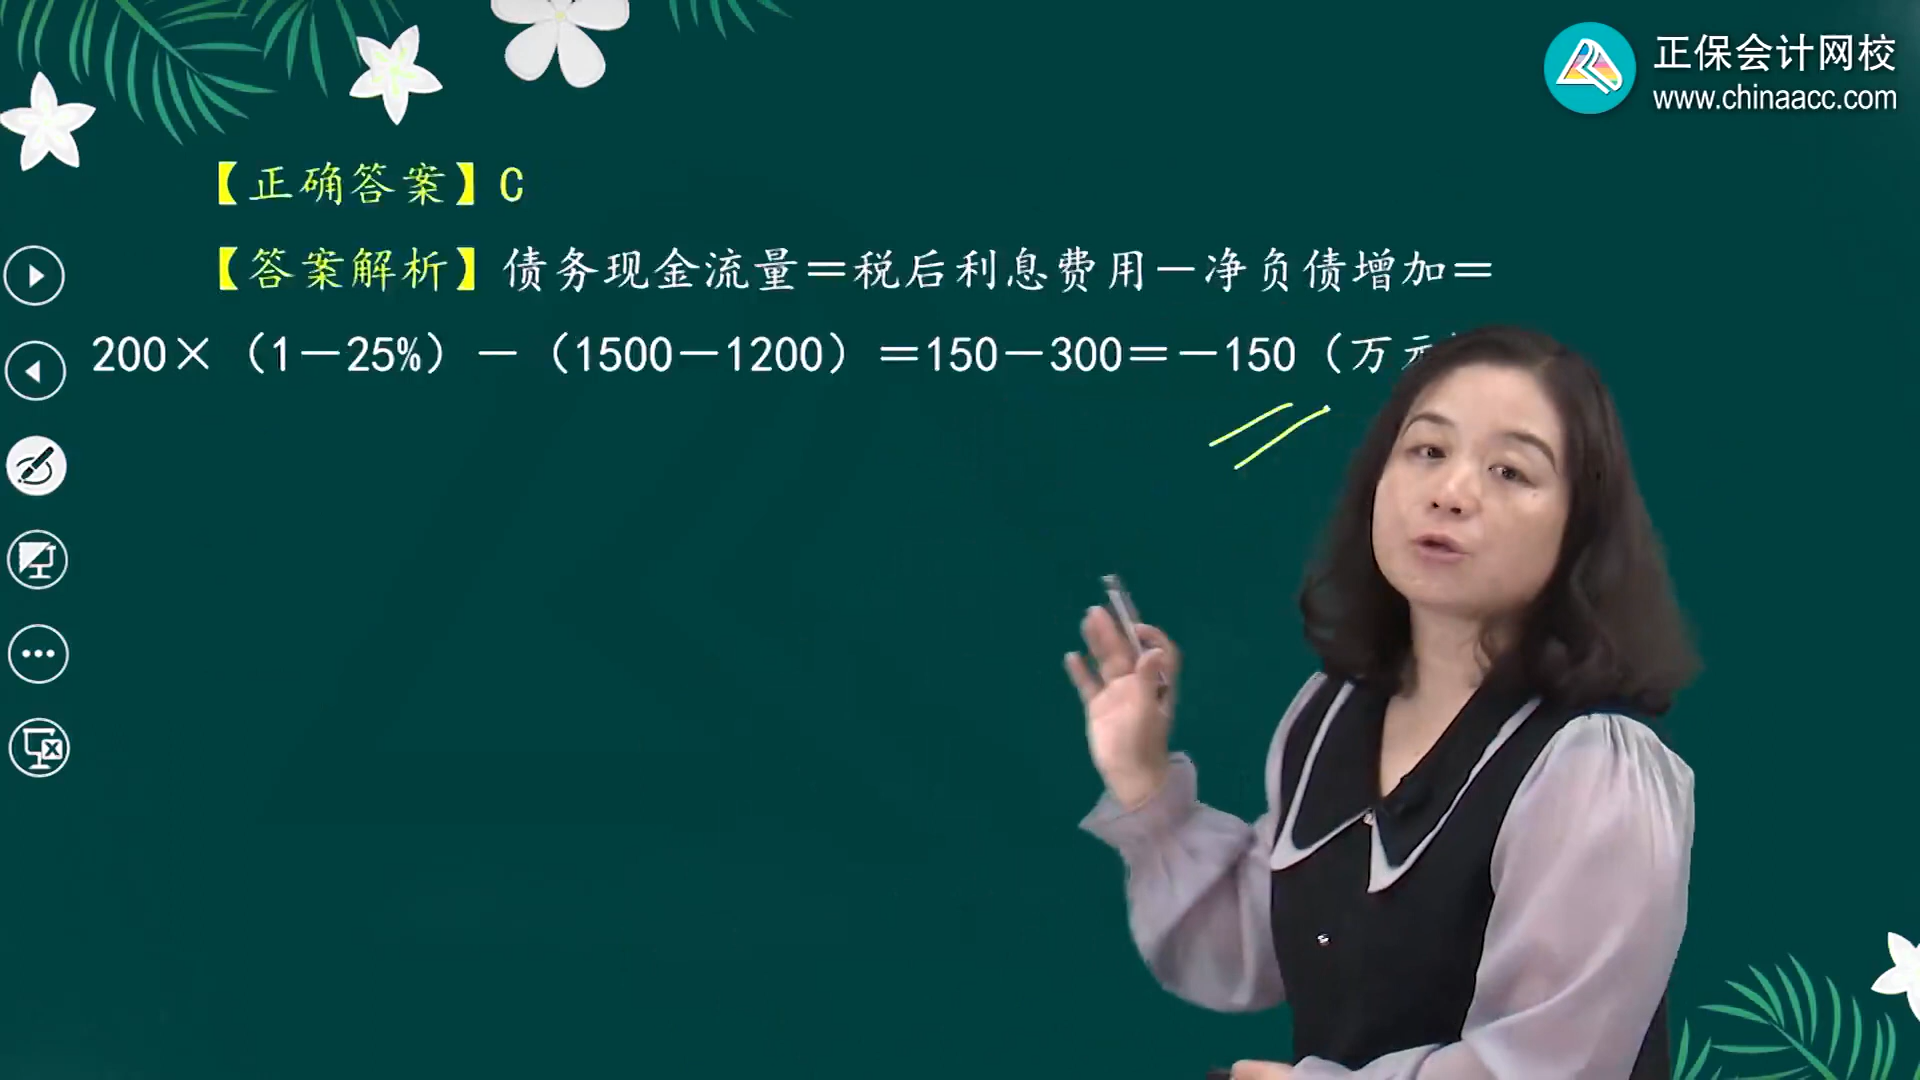 正保会计网校
www.chinaacc.com
【正确答案】C
【答案解析】债务现金流量＝税后利息费用－净负债增加＝
200×（1－25%）－（1500－1200）＝150－300＝－150（万元